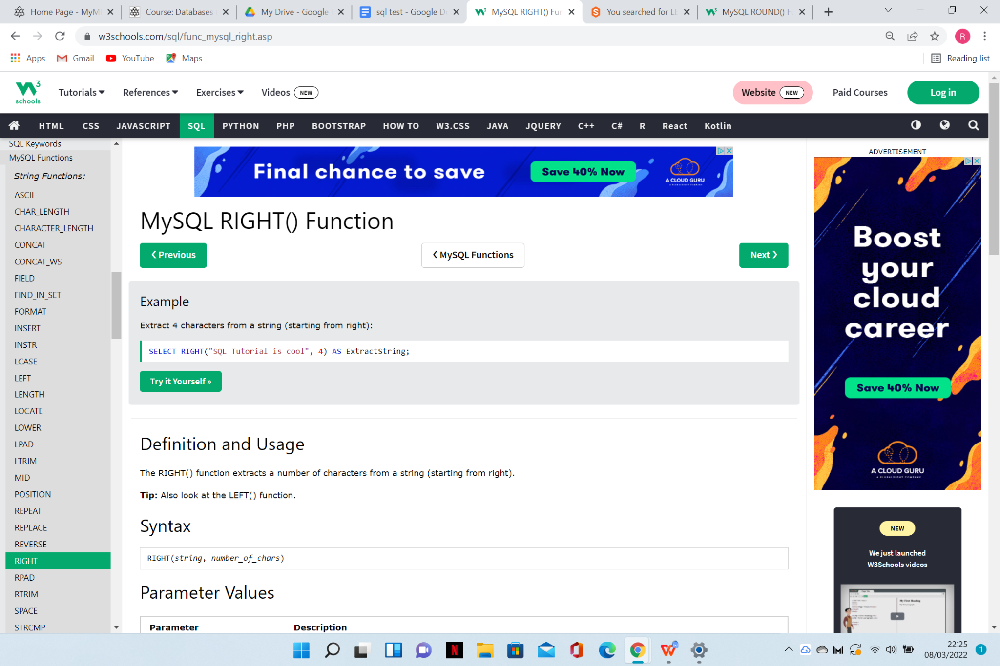 Home Page - MyM
Course: Databases
My Drive - Google
sql test - Google D
MySQL RIGHT() Fu
You searched for LE
MySQL ROUND() F
w3schools.com/sql/func_mysql_right.asp
R
Apps
Gmail
YouTube
Maps
Reading list
3
schools
Tutorials
References
Exercises
Videos NEW
Website NEW
Paid Courses
Log in
HTML CSS JAVASCRIPT SQL PYTHON PHP BOOTSTRAP HOW TO W3.CSS JAVA JQUERY C++ C# R React Kotlin
SQL Keywords
MySQL Functions
String Functions:
ASCII
CHAR_LENGTH
CHARACTER_LENGTH
CONCAT
CONCAT_WS
FIELD
FIND_IN_SET
FORMAT
INSERT
INSTR
LCASE
LEFT
LENGTH
LOCATE
LOWER
LPAD
LTRIM
MID
POSITION
REPEAT
REPLACE
REVERSE
RIGHT
RPAD
RTRIM
SPACE
STRCMP
Final chance to save
Save 40% Now
A CLOUD GURU
MySQL RIGHT() Function
❮ Previous
❮ MySQL Functions
Next ❯
Example
Extract 4 characters from a string (starting from right):
SELECT RIGHT("SQL Tutorial is cool", 4) AS ExtractString;
Try it Yourself »
Definition and Usage
The RIGHT() function extracts a number of characters from a string (starting from right).
Tip: Also look at the LEFT() function.
Syntax
RIGHT(string, number_of_chars)
Parameter Values
Parameter Description
ADVERTISEMENT
Boost
your
cloud
career
Save 40% Now
A CLOUD GURU
NEW
We just launched
W3Schools videos
My First Heading
22:25
08/03/2022
1